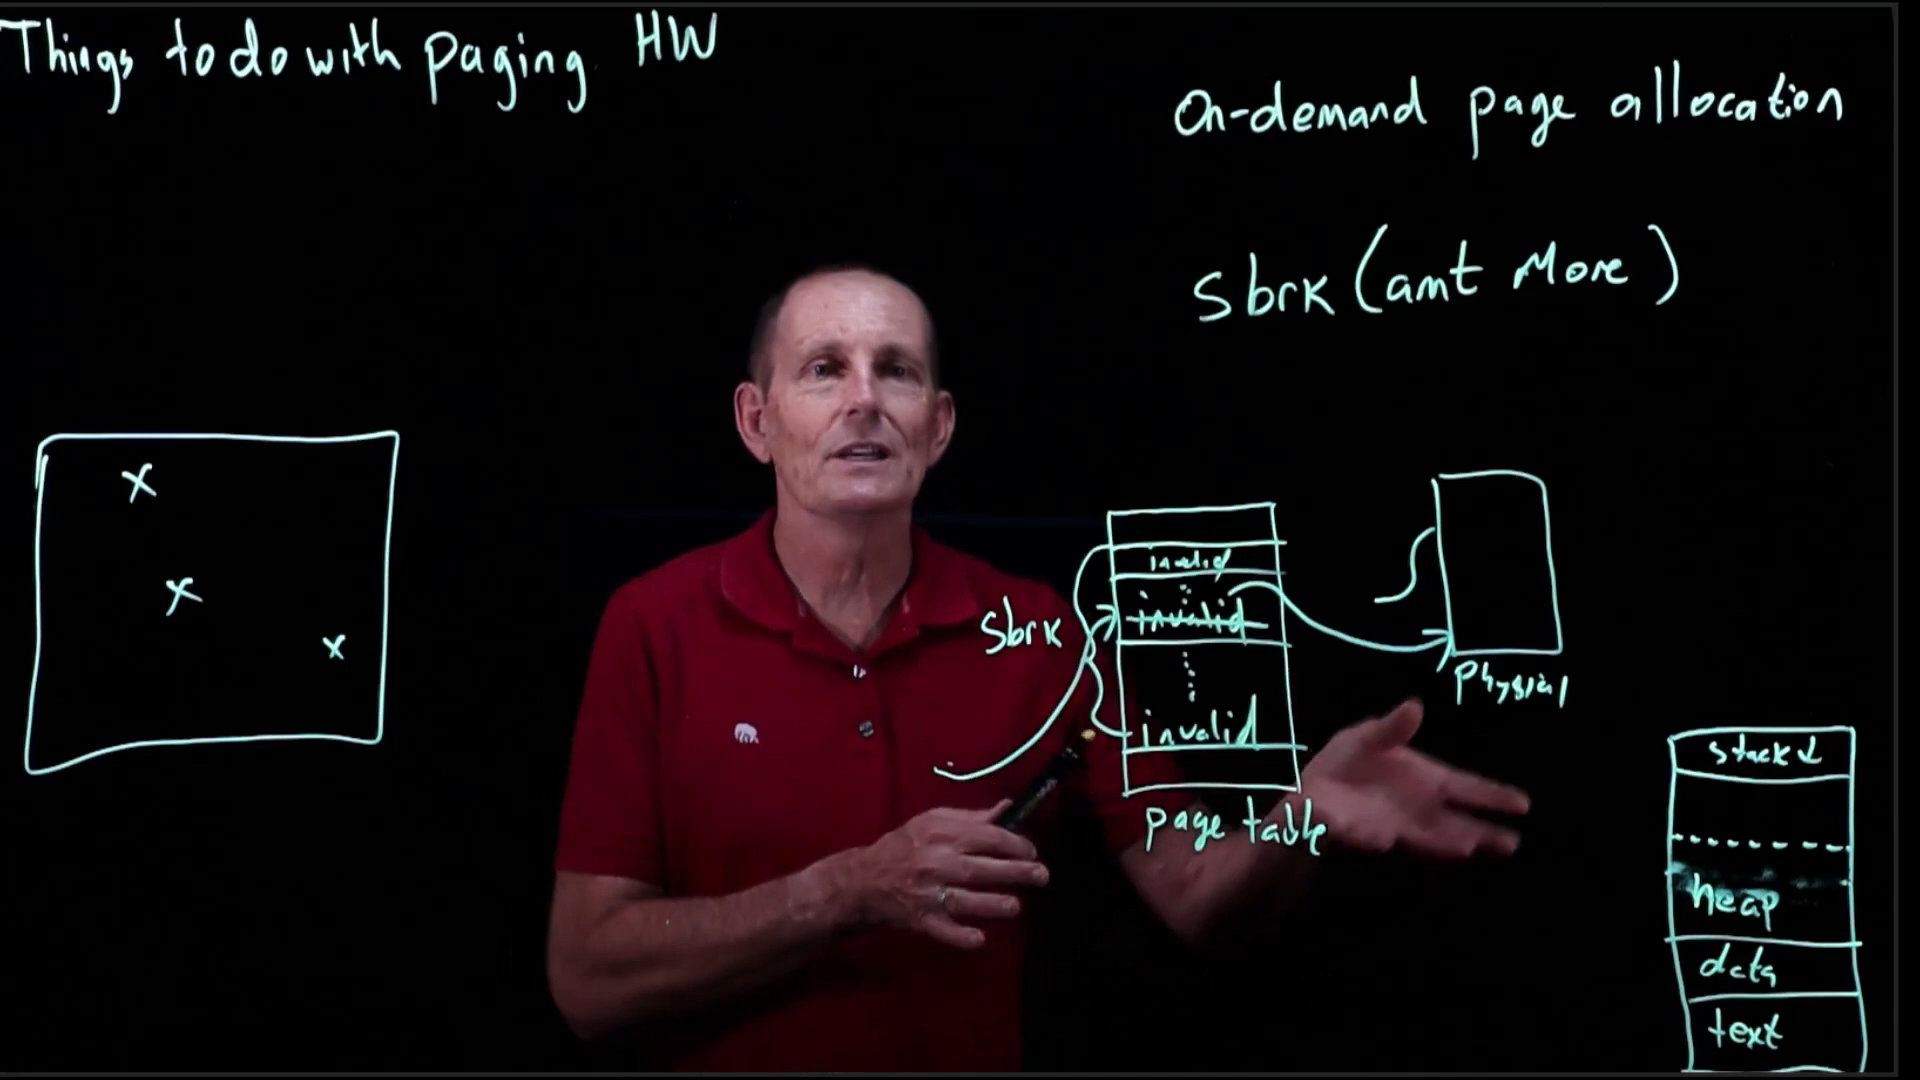 Things to do with paging HW
On-demand page allocation
sbrk (amt More)
x
x
x
Sbrk
invalid
invalid
invalid
page table
Physical
stack ↓
heap
data
text